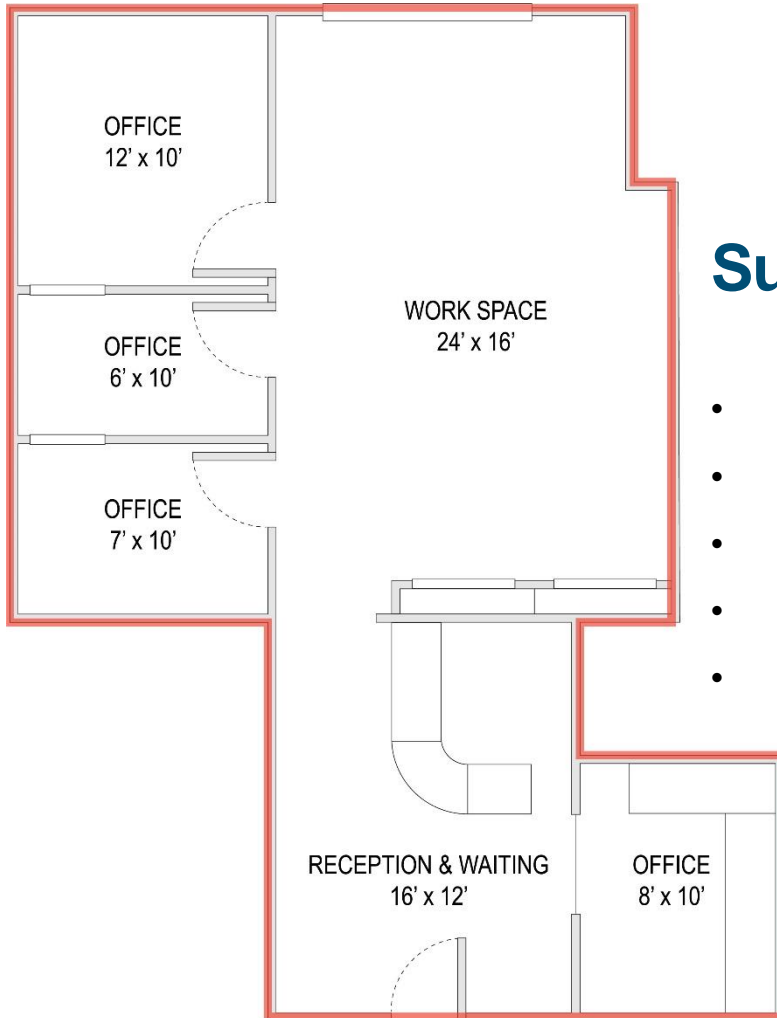 OFFICE
12’ x 10’
WORK SPACE
24’ x 16’
OFFICE
6’ x 10’
OFFICE
7’ x 10’
RECEPTION & WAITING
16’ x 12’
OFFICE
8’ x 10’